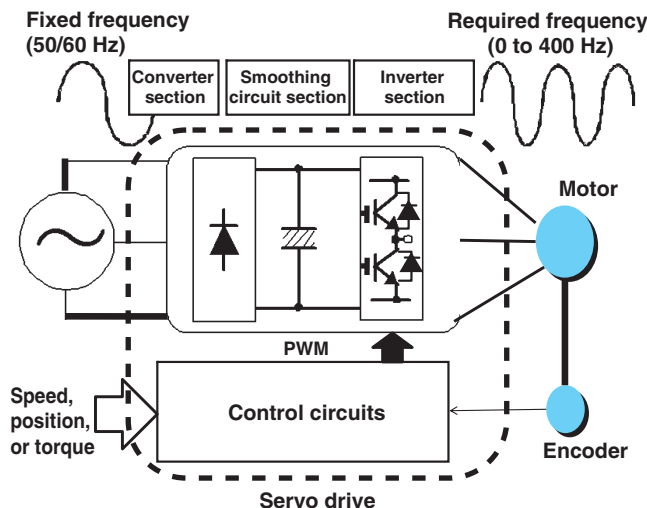 Fixed frequency
(50/60 Hz)
Required frequency
(0 to 400 Hz)
Converter
section
Smoothing
circuit section
Inverter
section
Motor
PWM
Speed,
position,
or torque
Control circuits
Encoder
Servo drive